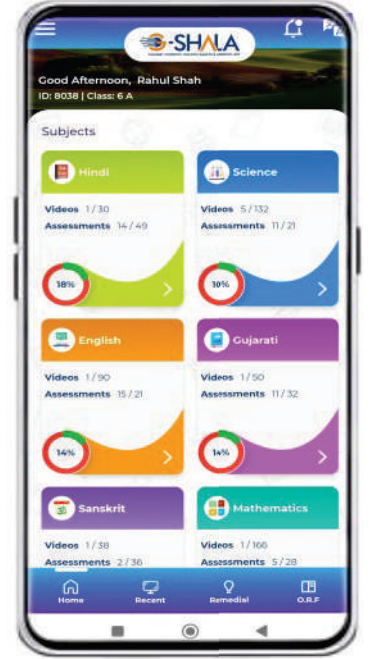 G-SHALA
Good Afternoon, Rahul Shah
ID: 8038 | Class: 6 A
Subjects
Hindi
Videos 1/30
Assessments 14/49
18%
Science
Videos 5/132
Assessments 11/21
10%
English
Videos 1/90
Assessments 15/21
14%
Gujarati
Videos 1/50
Assessments 11/32
14%
Sanskrit
Videos 1/38
Assessments 2/36
Mathematics
Videos 1/166
Assessments 5/28
Home
Recent
Remedial
O.R.F